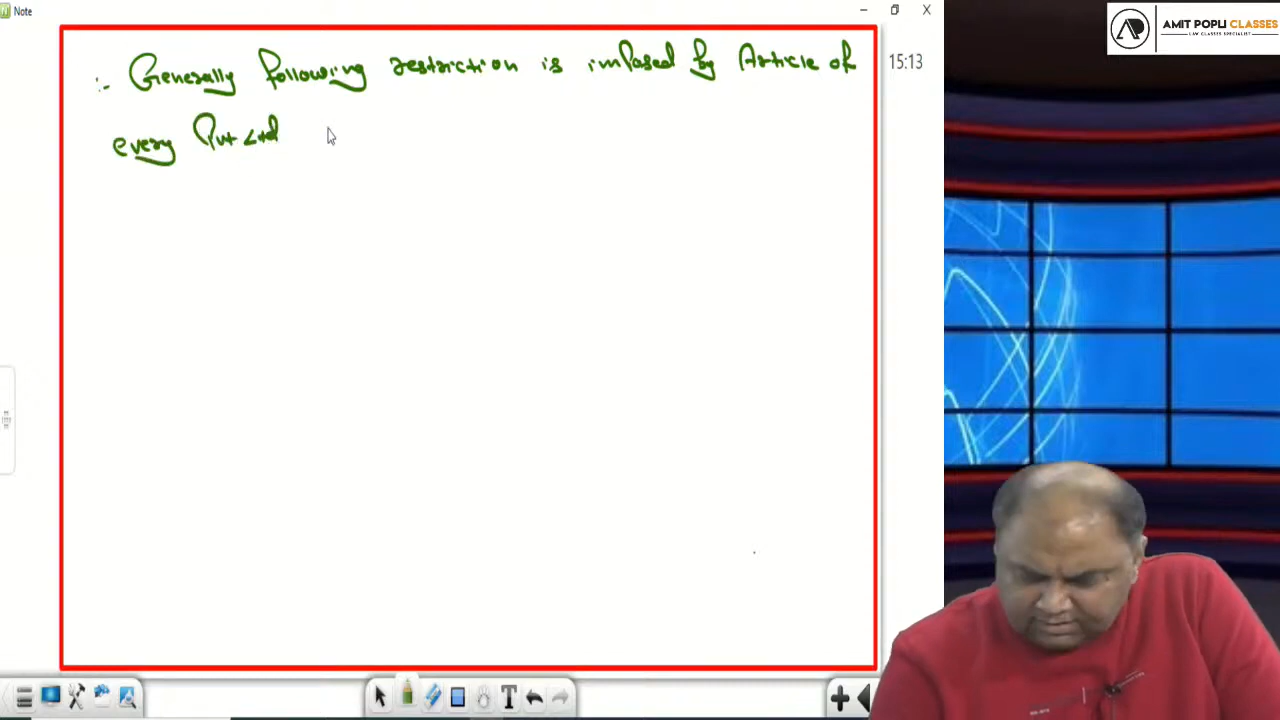 Note
AMIT POPLI CLASSES
LAW CLASSES SPECIALIST
15:13
:- Generally following restriction is imposed by Article of
every Pvt Ltd